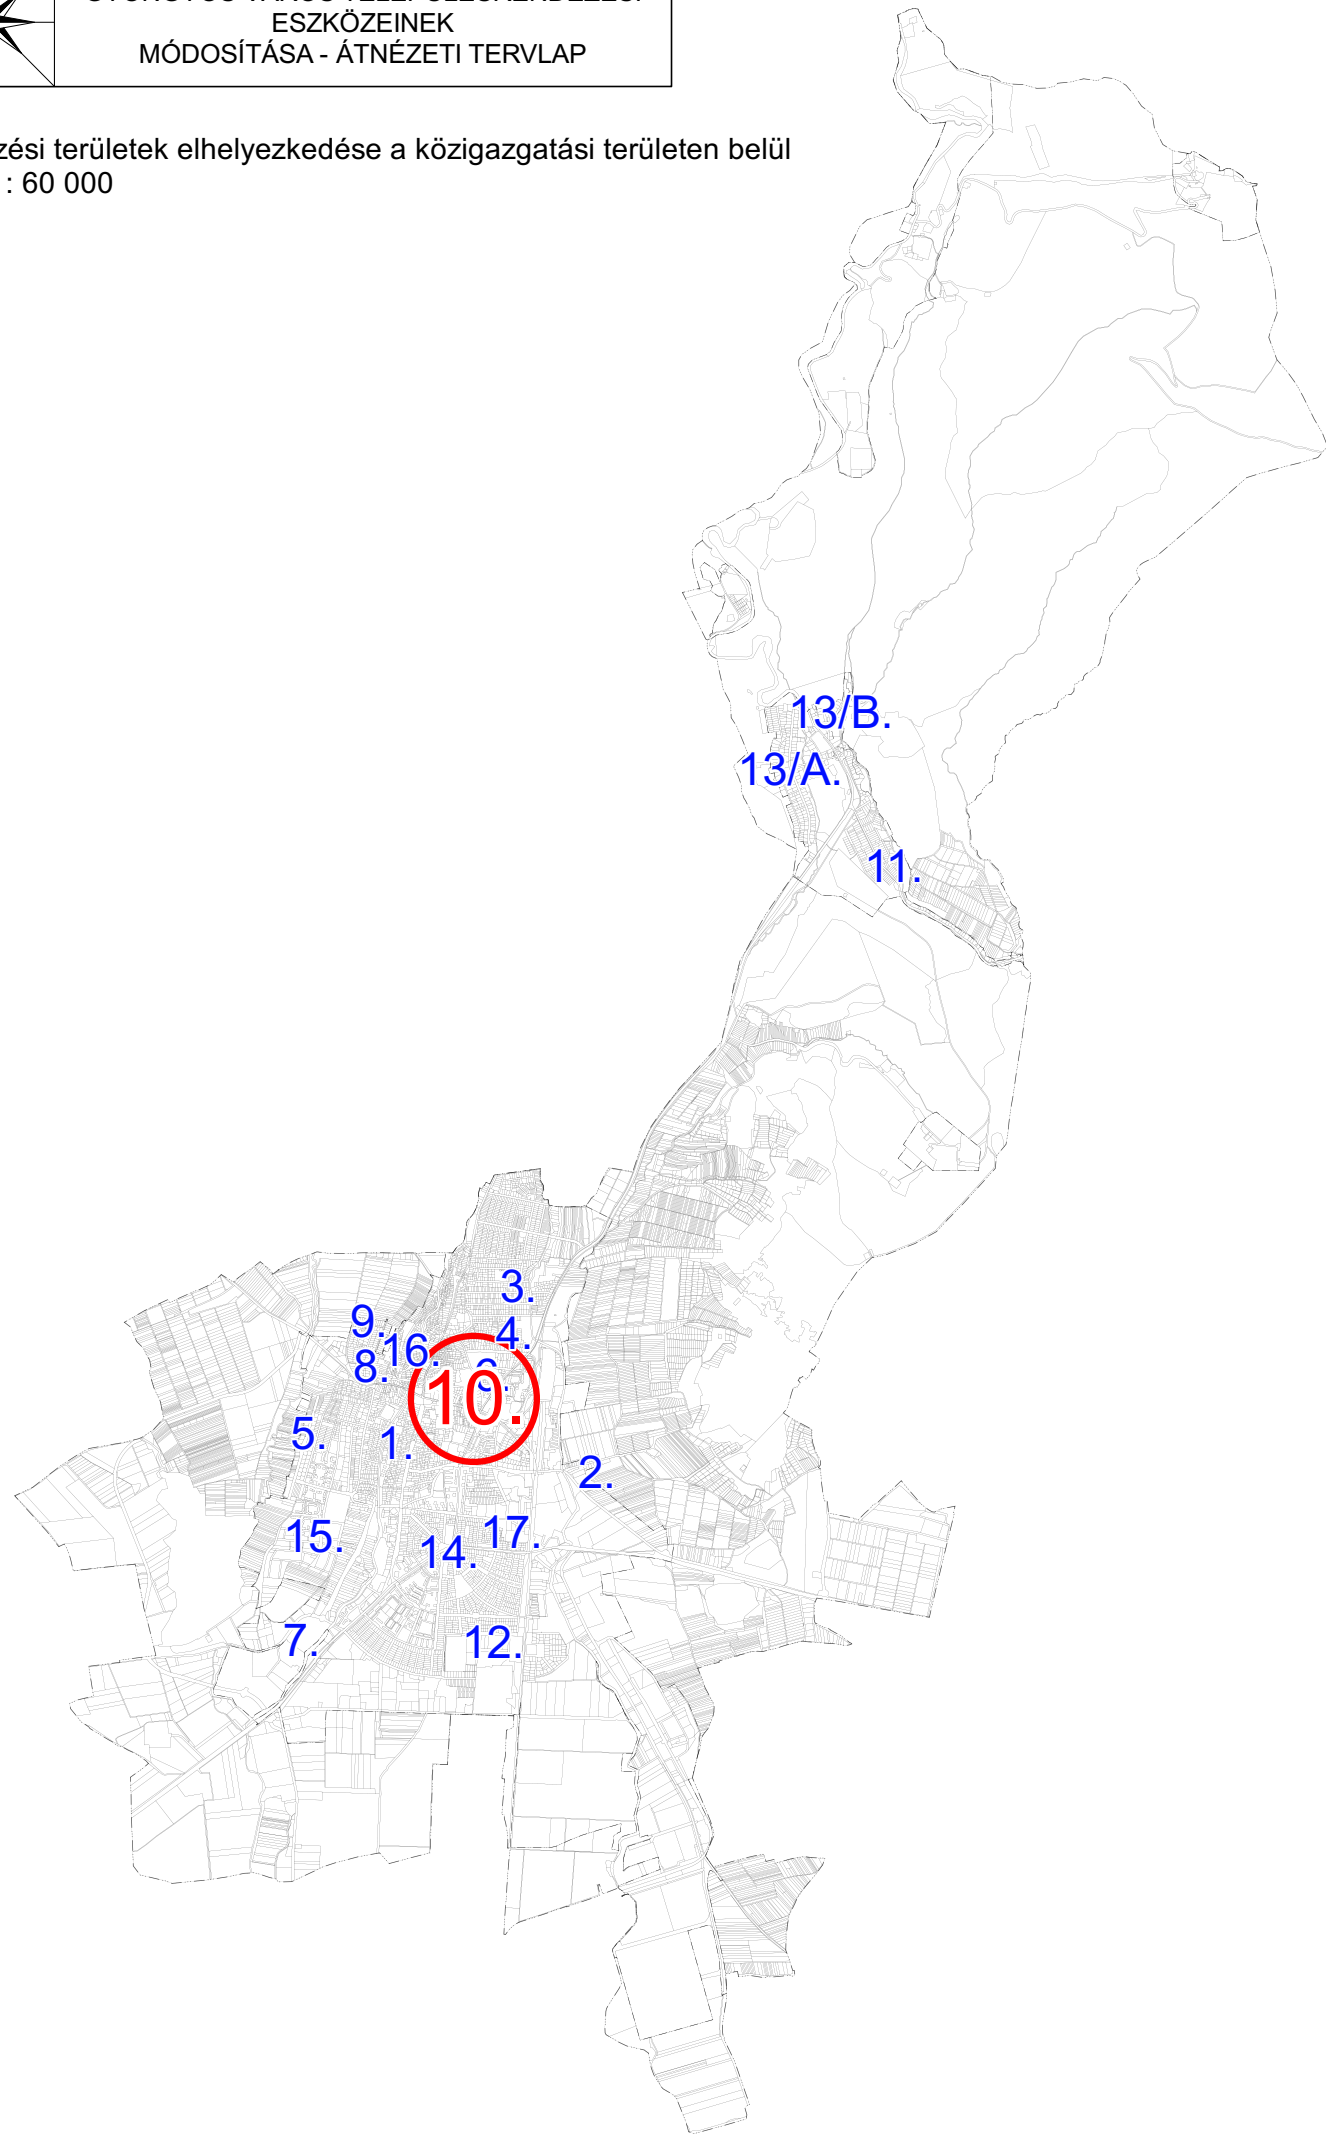 ESZKÖZEINEK
MÓDOSÍTÁSA - ÁTNÉZETI TERVLAP
zési területek elhelyezkedése a közigazgatási területen belül
: 60 000
13/B.
13/A.
11.
3.
9.
4.
16.
8.
6.
10.
5.
1.
2.
17.
15.
14.
7.
12.